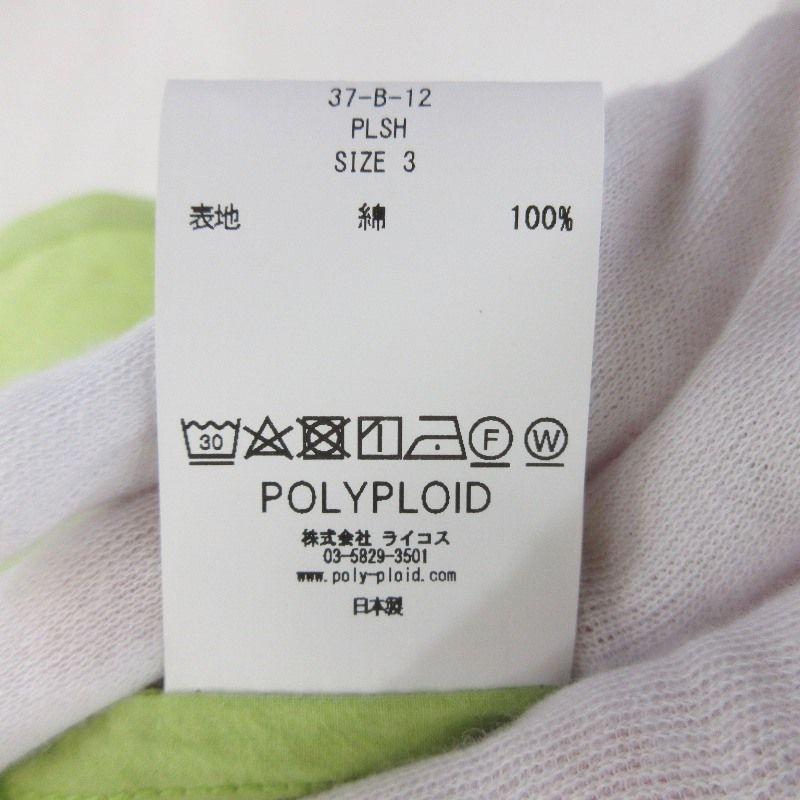 37-B-12
PLSH
SIZE 3
表地 綿 100%
30 F W
POLYPLOID
株式会社 ライコス
03-5829-3501
www.poly-ploid.com
日本製